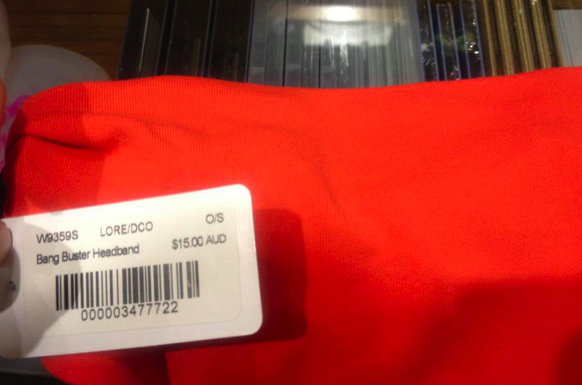 W9359S LORE/DCO O/S
Bang Buster Headband $15.00 AUD
000003477722